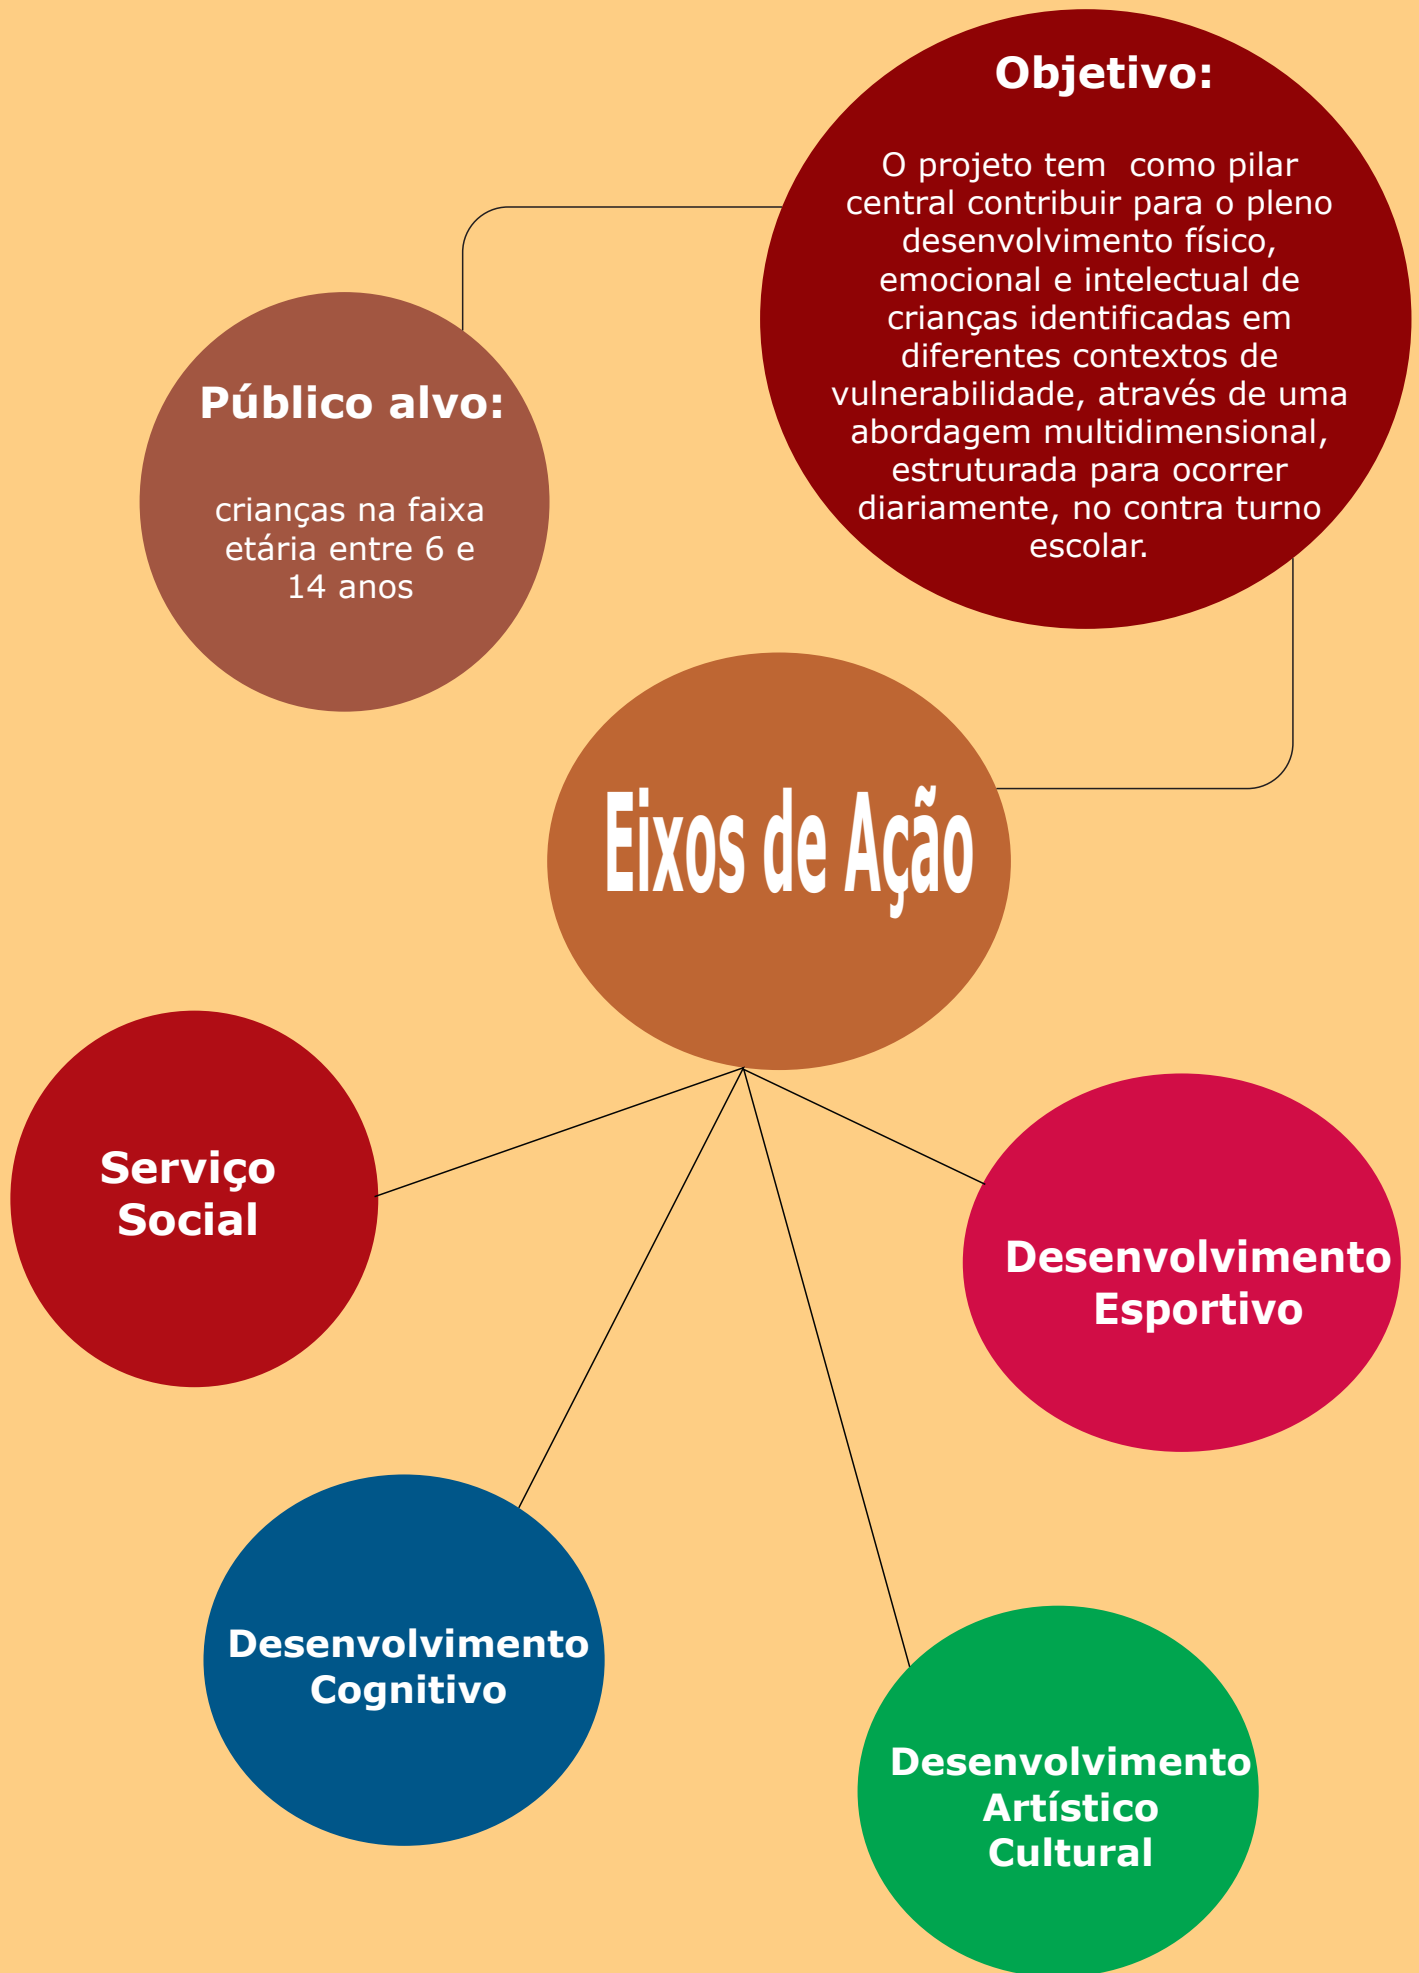 Objetivo:
O projeto tem como pilar
central contribuir para o pleno
desenvolvimento físico,
emocional e intelectual de
crianças identificadas em
diferentes contextos de
vulnerabilidade, através de uma
abordagem multidimensional,
estruturada para ocorrer
diariamente, no contra turno
escolar.
Público alvo:
crianças na faixa
etária entre 6 e
14 anos
Eixos de Ação
Serviço
Social
Desenvolvimento
Esportivo
Desenvolvimento
Cognitivo
Desenvolvimento
Artístico
Cultural